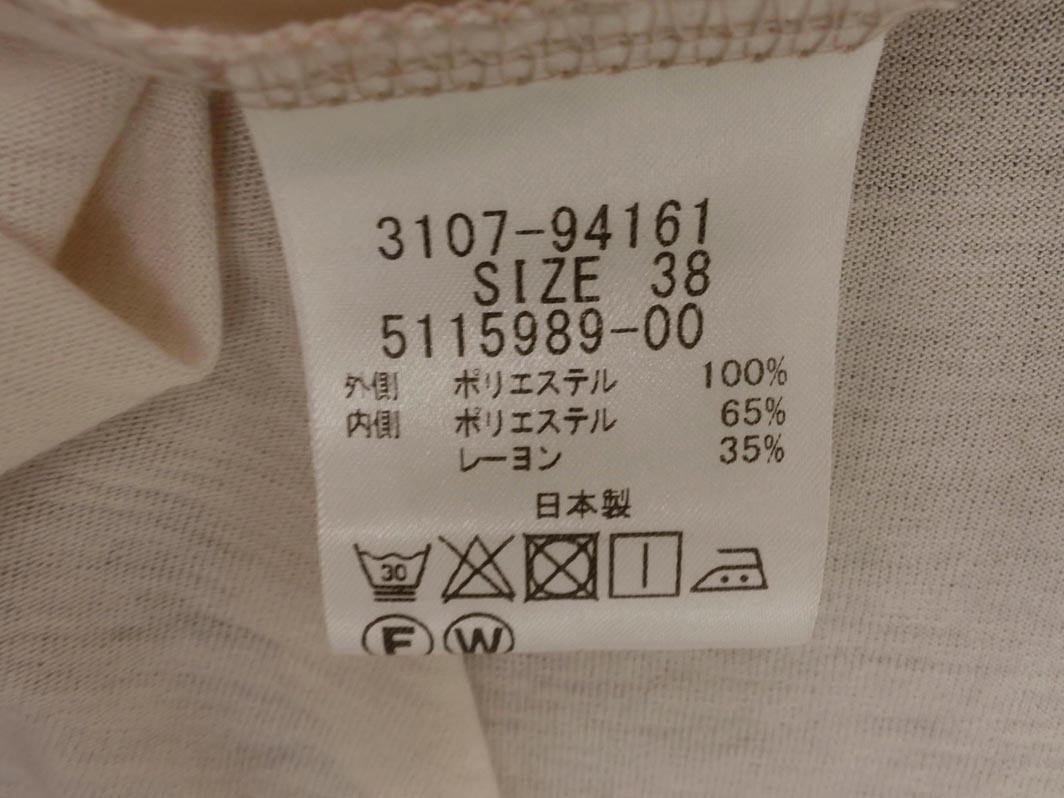 3107-94161
SIZE 38
5115989-00
外側 ポリエステル 100%
内側 ポリエステル 65%
レーヨン 35%
日本製
30
F W